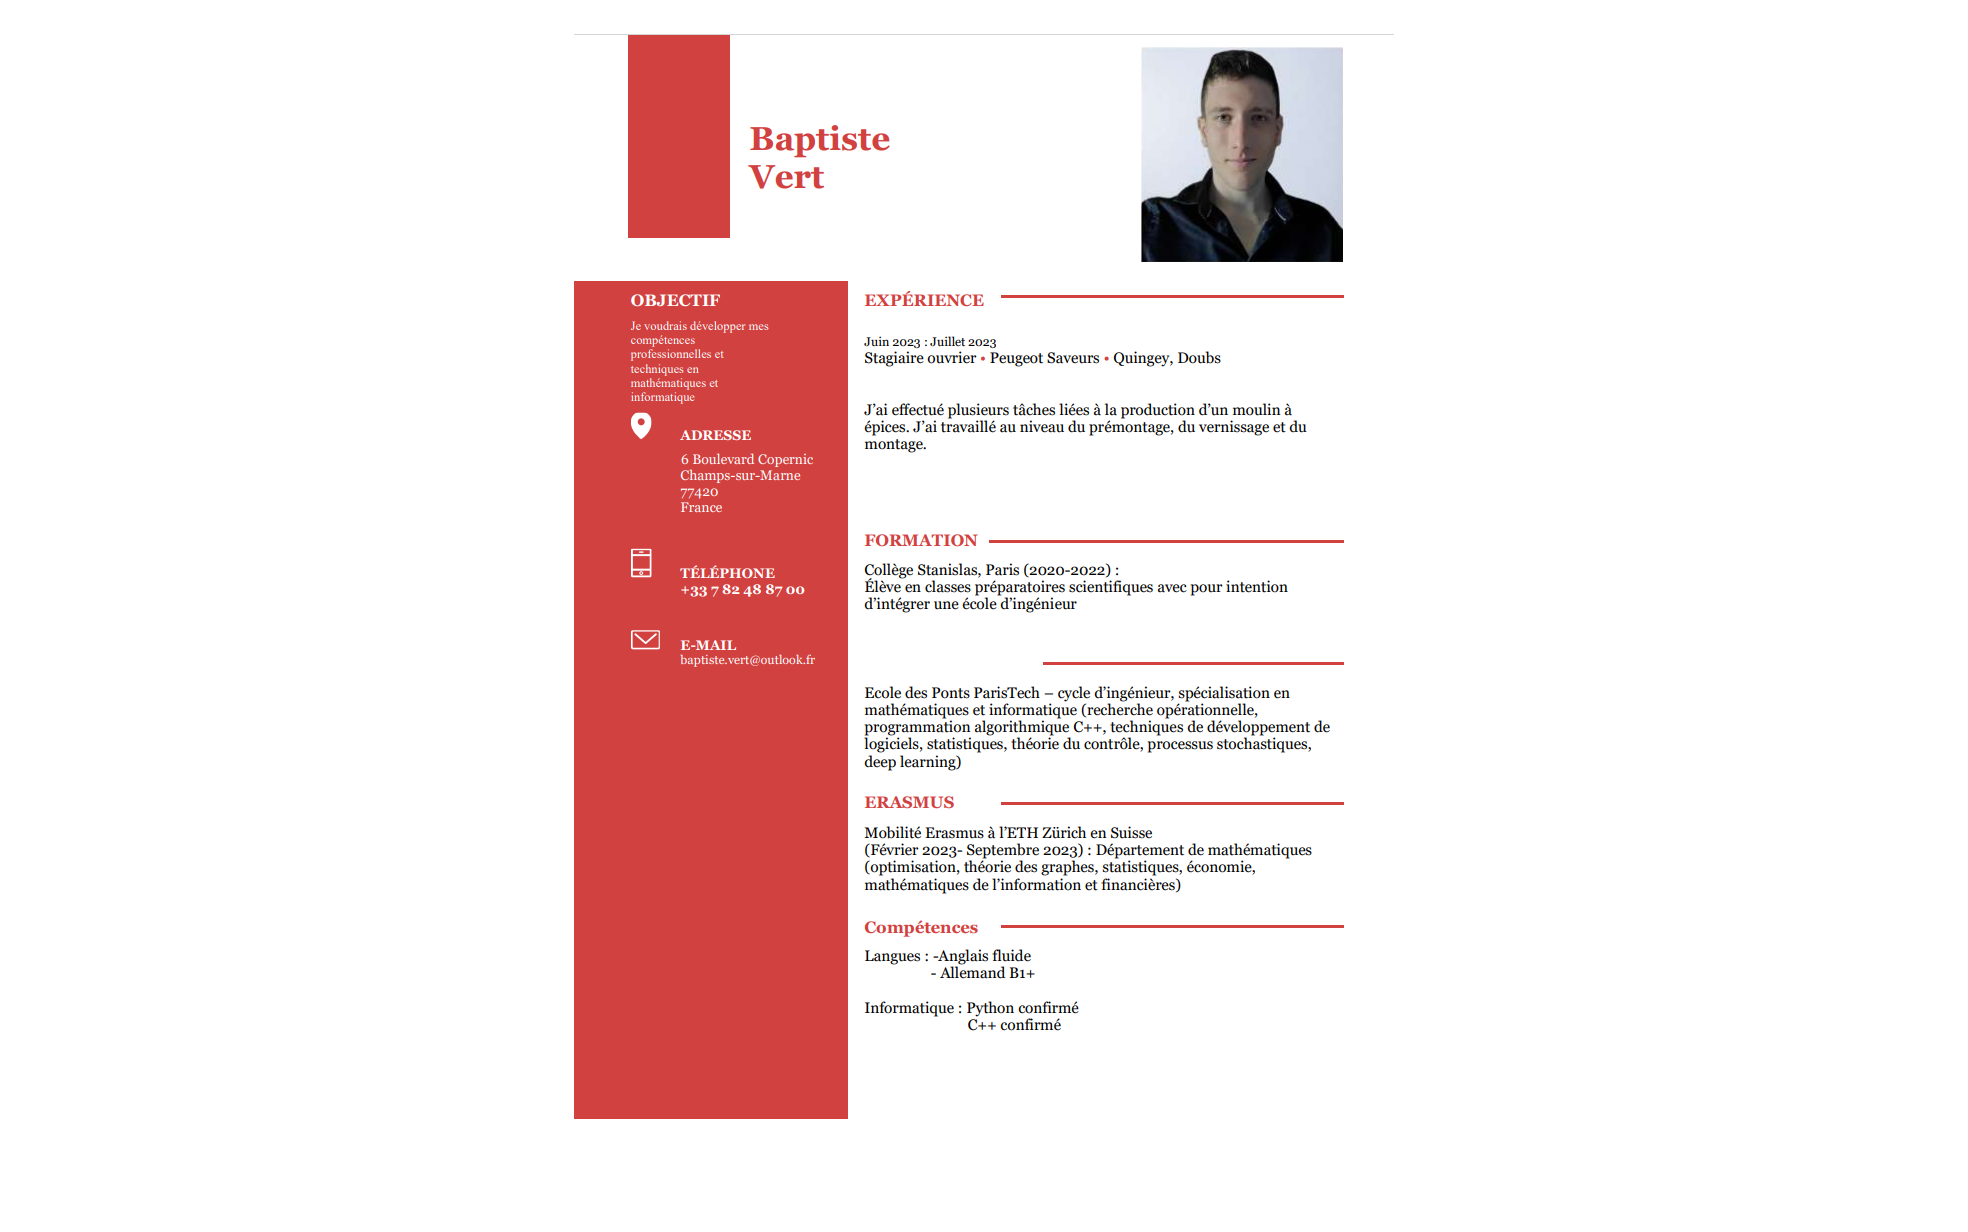 Baptiste
Vert
OBJECTIF
Je voudrais développer mes
compétences
professionnelles et
techniques en
mathématiques et
informatique
ADRESSE
6 Boulevard Copernic
Champs-sur-Marne
77420
France
TÉLÉPHONE
+33 7 82 48 87 00
E-MAIL
baptiste.vert@outlook.fr
EXPÉRIENCE
Juin 2023 : Juillet 2023
Stagiaire ouvrier • Peugeot Saveurs • Quingey, Doubs
J’ai effectué plusieurs tâches liées à la production d’un moulin à
épices. J’ai travaillé au niveau du prémontage, du vernissage et du
montage.
FORMATION
Collège Stanislas, Paris (2020-2022) :
Élève en classes préparatoires scientifiques avec pour intention
d’intégrer une école d’ingénieur
Ecole des Ponts ParisTech – cycle d’ingénieur, spécialisation en
mathématiques et informatique (recherche opérationnelle,
programmation algorithmique C++, techniques de développement de
logiciels, statistiques, théorie du contrôle, processus stochastiques,
deep learning)
ERASMUS
Mobilité Erasmus à l’ETH Zürich en Suisse
(Février 2023- Septembre 2023) : Département de mathématiques
(optimisation, théorie des graphes, statistiques, économie,
mathématiques de l’information et financières)
Compétences
Langues : -Anglais fluide
- Allemand B1+
Informatique : Python confirmé
C++ confirmé